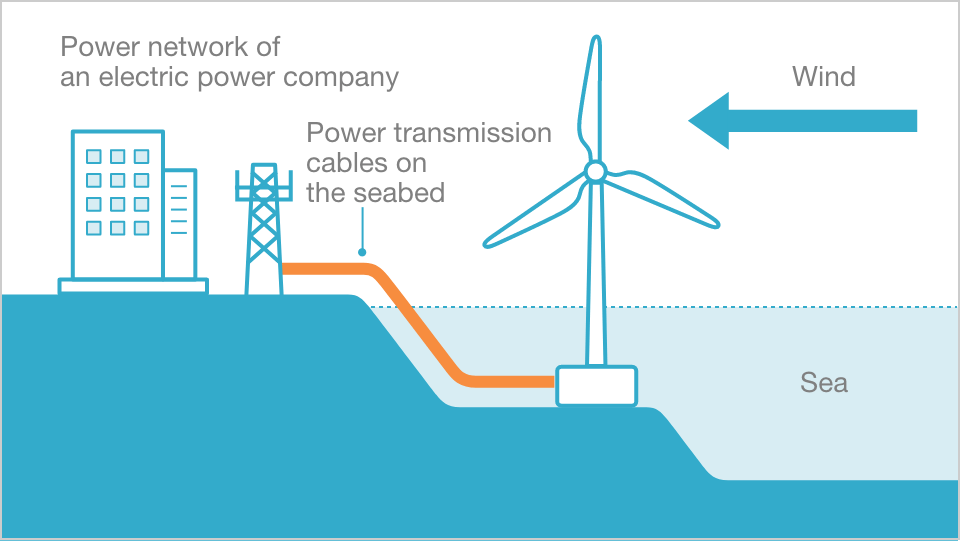 Power network of
an electric power company
Wind
Power transmission
cables on
the seabed
Sea